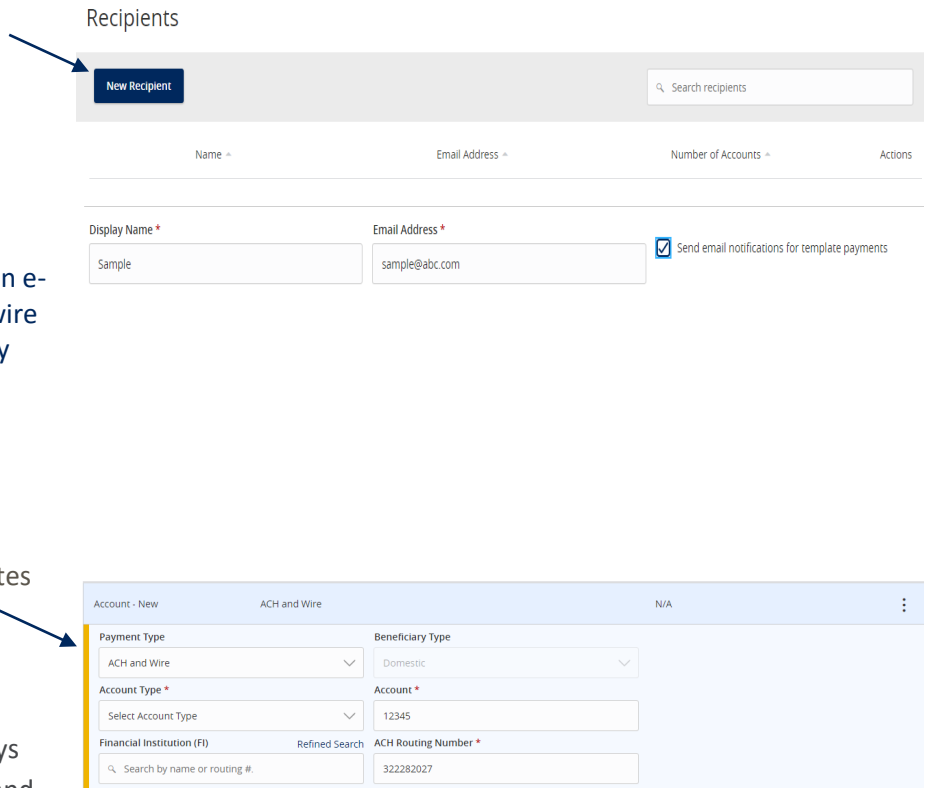 Recipients
New Recipient
Search recipients
Name Email Address Number of Accounts Actions
Display Name * Email Address *
Send email notifications for template payments
Sample sample@abc.com
n e-
wire
y
tes
Account - New ACH and Wire N/A
Payment Type Beneficiary Type
ACH and Wire Domestic
Account Type * Account *
Select Account Type 12345
ys
Financial Institution (FI) Refined Search ACH Routing Number *
Search by name or routing #. 322282027